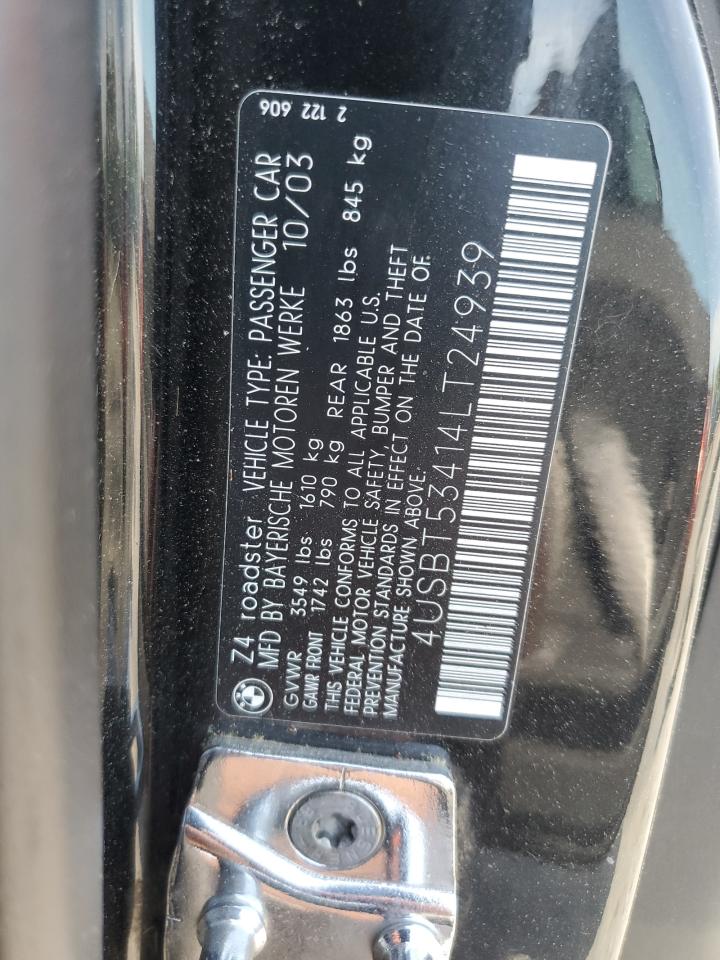 2 122 606
Z4 roadster VEHICLE TYPE: PASSENGER CAR
MFD BY BAYERISCHE MOTOREN WERKE 10/03
GVWR 3549 lbs 1610 kg
GAWR FRONT 1742 lbs 790 kg REAR 1863 lbs 845 kg
THIS VEHICLE CONFORMS TO ALL APPLICABLE U.S.
FEDERAL MOTOR VEHICLE SAFETY, BUMPER AND THEFT
PREVENTION STANDARDS IN EFFECT ON THE DATE OF
MANUFACTURE SHOWN ABOVE.
4USBT53414LT24939